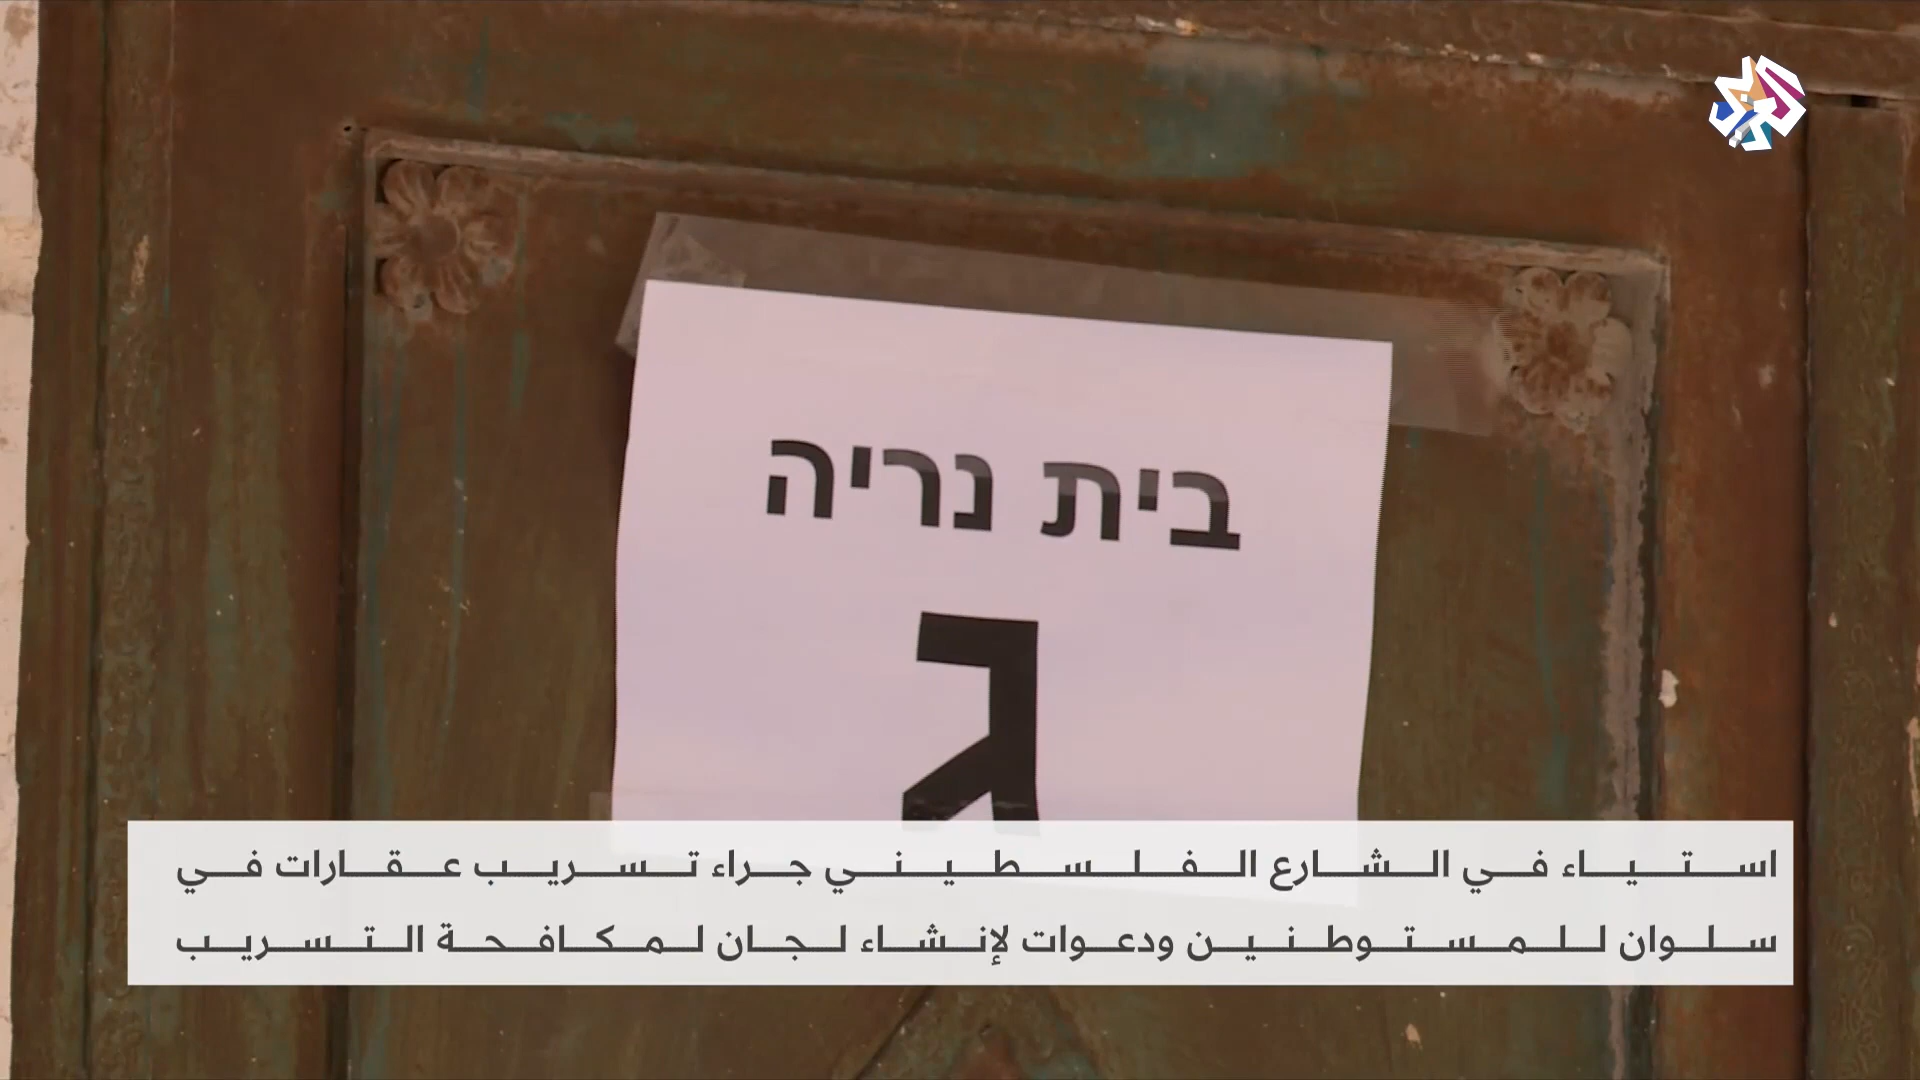 בית נריה
ג
استياء في الشارع الفلسطيني جراء تسريب عقارات في
سلوان للمستوطنين ودعوات لإنشاء لجان لمكافحة التسريب